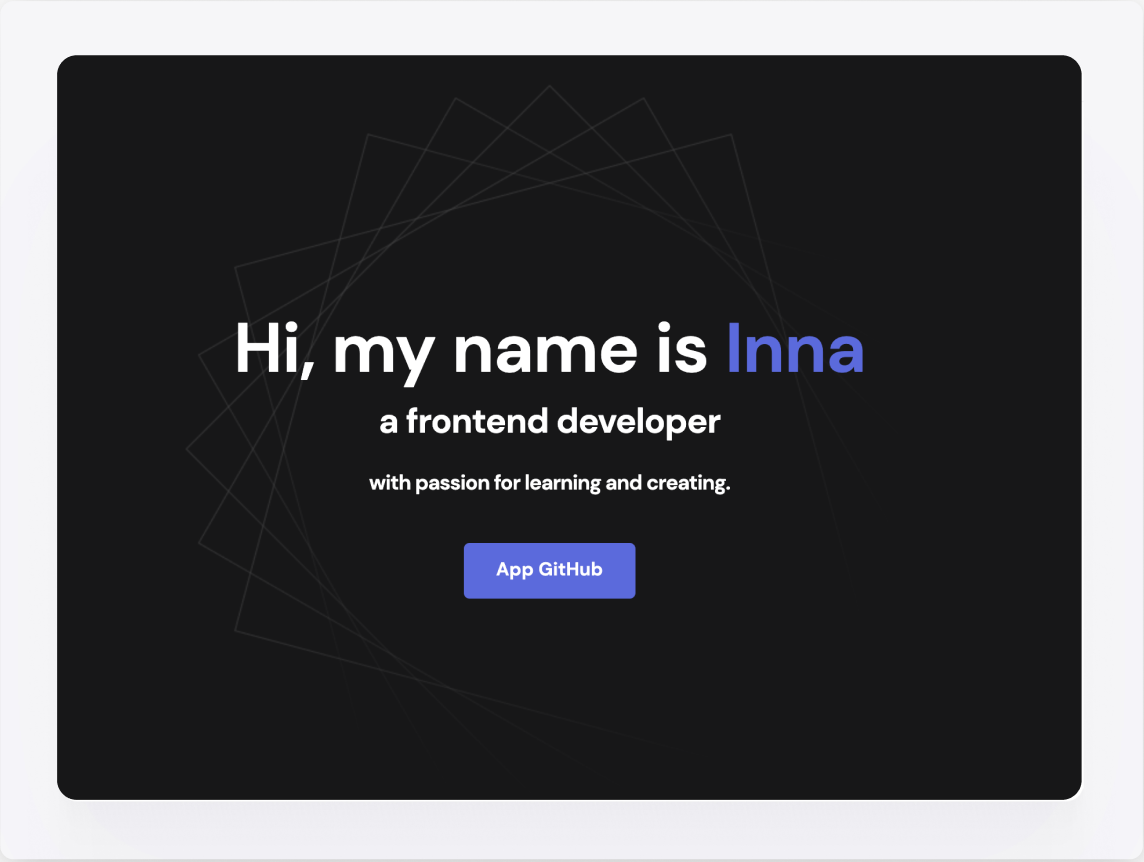 Hi, my name is Inna
a frontend developer
with passion for learning and creating.
App GitHub